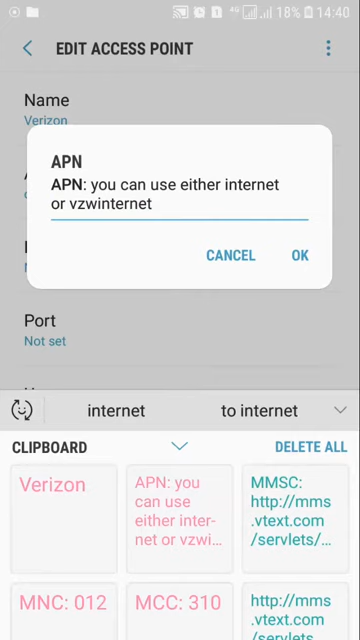 4G 18% 14:40
EDIT ACCESS POINT
Name
Verizon
APN
APN: you can use either internet
or vzwinternet
CANCEL
OK
Port
Not set
internet
to internet
CLIPBOARD
DELETE ALL
Verizon
APN: you
can use
either inter-
net or vzwi...
MMSC:
http://mms
.vtext.com
/servlets/...
MNC: 012
MCC: 310
http://mms
.vtext.com
/servlets